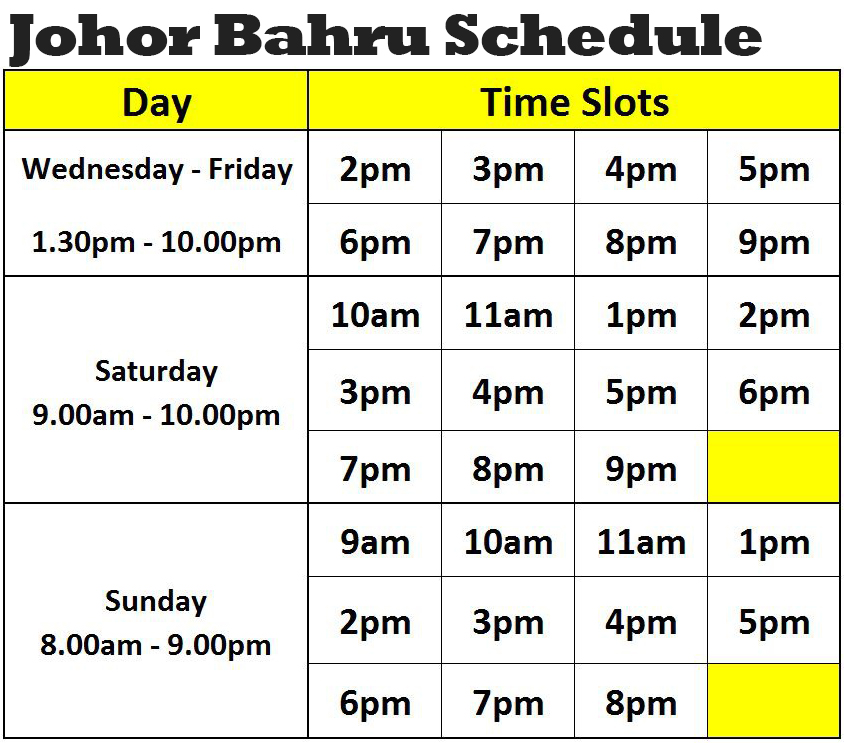 Johor Bahru Schedule
Day Time Slots
Wednesday - Friday 2pm 3pm 4pm 5pm
1.30pm - 10.00pm 6pm 7pm 8pm 9pm
10am 11am 1pm 2pm
Saturday
9.00am - 10.00pm
3pm 4pm 5pm 6pm
7pm 8pm 9pm
9am 10am 11am 1pm
Sunday
8.00am - 9.00pm
2pm 3pm 4pm 5pm
6pm 7pm 8pm